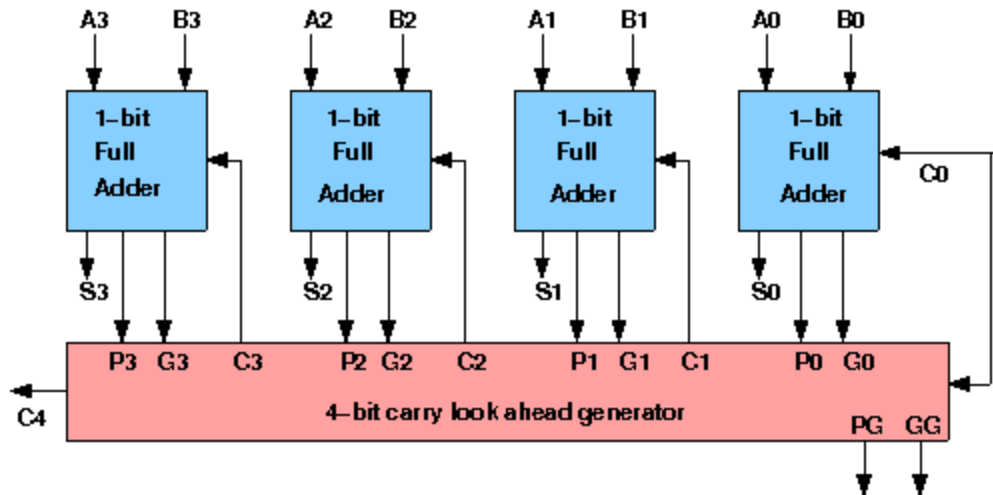 A3 B3 A2 B2 A1 B1 A0 B0
1-bit
Full
Adder
1-bit
Full
Adder
1-bit
Full
Adder
1-bit
Full
Adder
C0
S3 S2 S1 S0
P3 G3 C3 P2 G2 C2 P1 G1 C1 P0 G0
C4
4-bit carry look ahead generator
PG GG